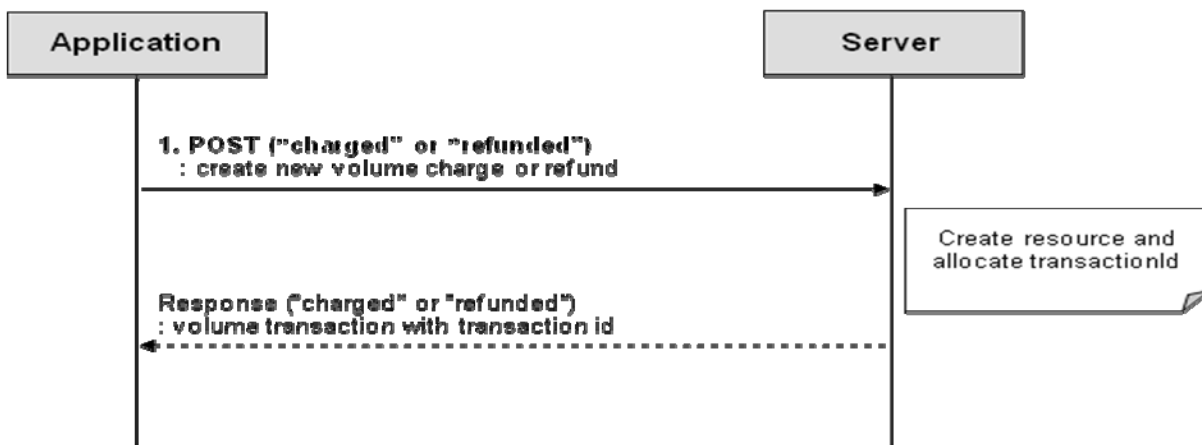 Application
Server
1. POST ("charged" or "refunded")
: create new volume charge or refund
Create resource and
allocate transactionId
Response ("charged" or "refunded")
: volume transaction with transaction id